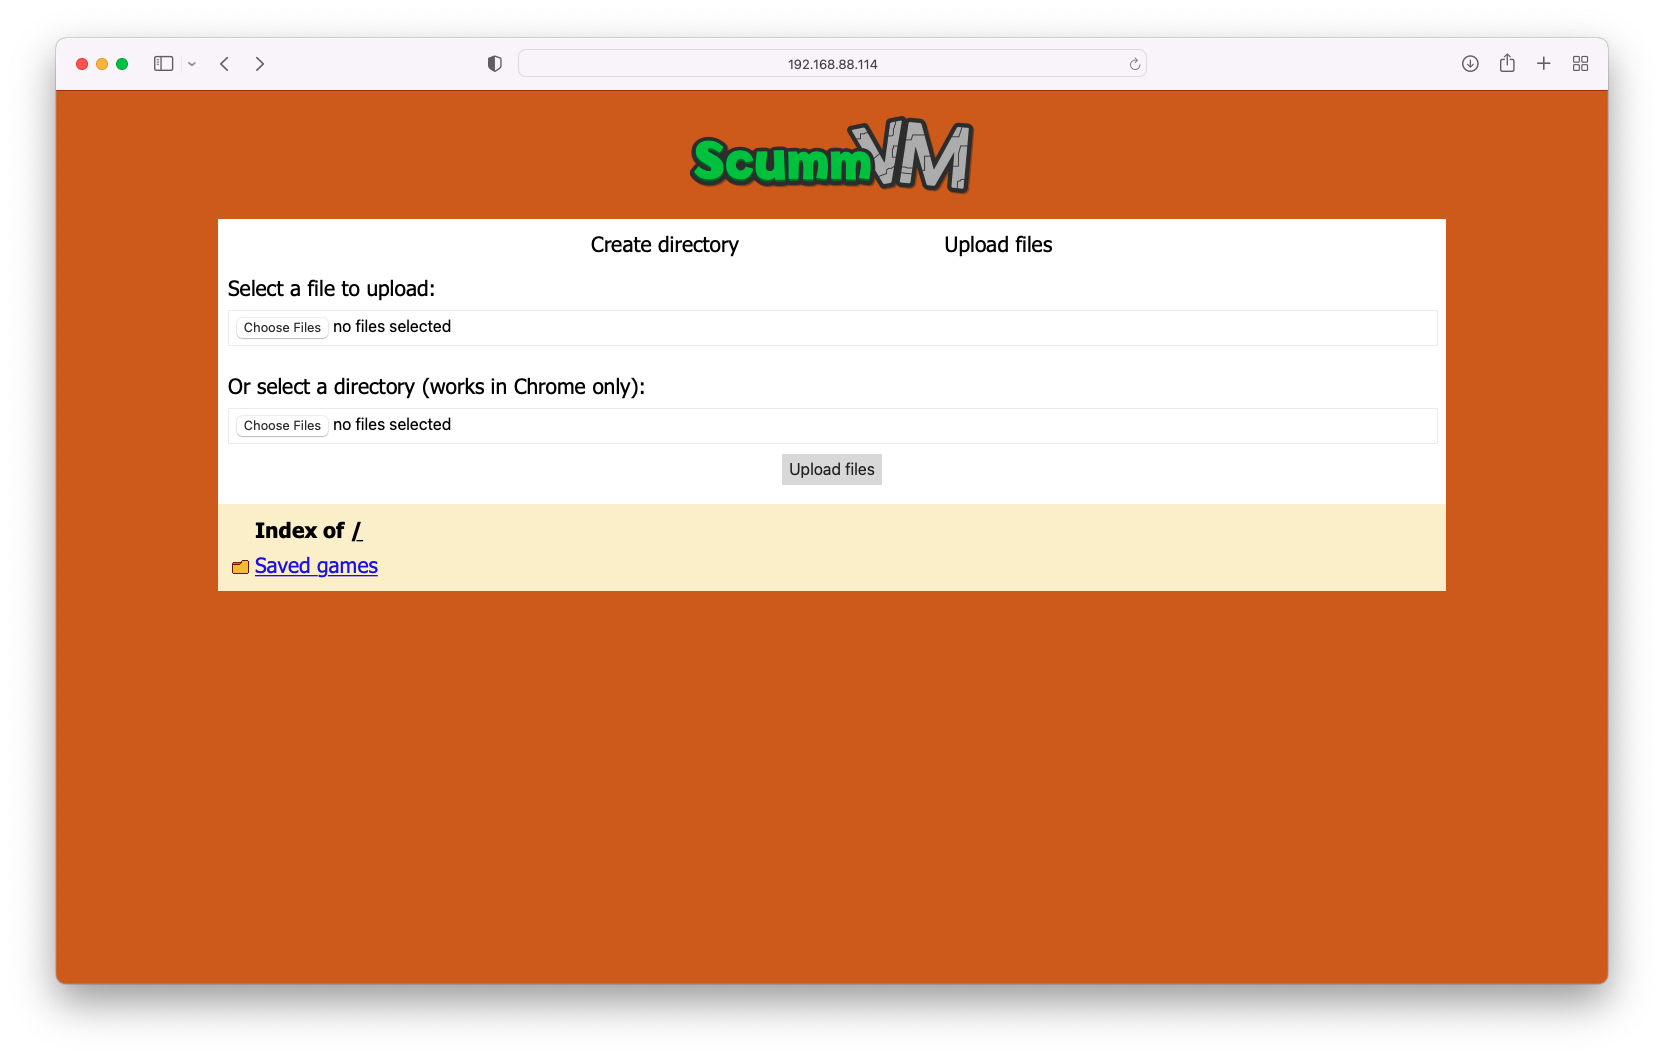 192.168.88.114
ScummVM
Create directory Upload files
Select a file to upload:
Choose Files no files selected
Or select a directory (works in Chrome only):
Choose Files no files selected
Upload files
Index of /
Saved games